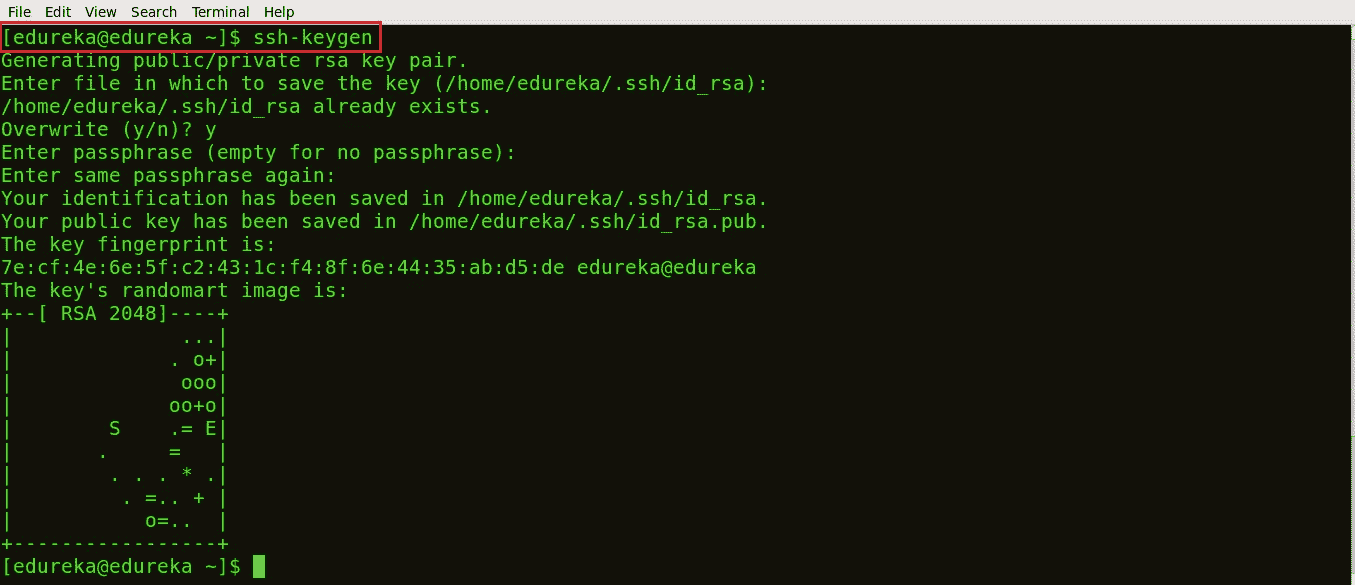 File Edit View Search Terminal Help
[edureka@edureka ~]$ ssh-keygen
Generating public/private rsa key pair.
Enter file in which to save the key (/home/edureka/.ssh/id_rsa):
/home/edureka/.ssh/id_rsa already exists.
Overwrite (y/n)? y
Enter passphrase (empty for no passphrase):
Enter same passphrase again:
Your identification has been saved in /home/edureka/.ssh/id_rsa.
Your public key has been saved in /home/edureka/.ssh/id_rsa.pub.
The key fingerprint is:
7e:cf:4e:6e:5f:c2:43:1c:f4:8f:6e:44:35:ab:d5:de edureka@edureka
The key's randomart image is:
+--[ RSA 2048]----+
|              ...|
|             . o+|
|              ooo|
|             oo+o|
|        S    .= E|
|       .     =   |
|        . . . * .|
|         . =.. + |
|           o=..  |
+-----------------+
[edureka@edureka ~]$